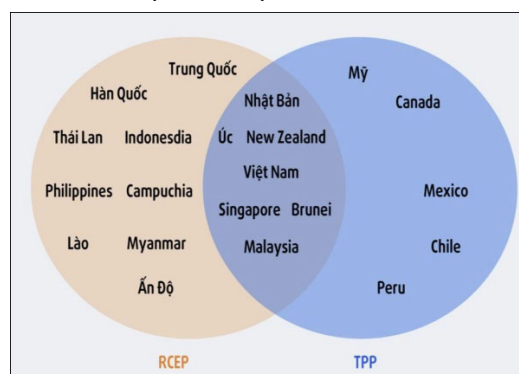 Trung Quốc
Mỹ
Hàn Quốc
Nhật Bản
Canada
Thái Lan
Indonesdia
Úc
New Zealand
Việt Nam
Philippines
Campuchia
Mexico
Singapore
Brunei
Lào
Myanmar
Malaysia
Chile
Ấn Độ
Peru
RCEP
TPP